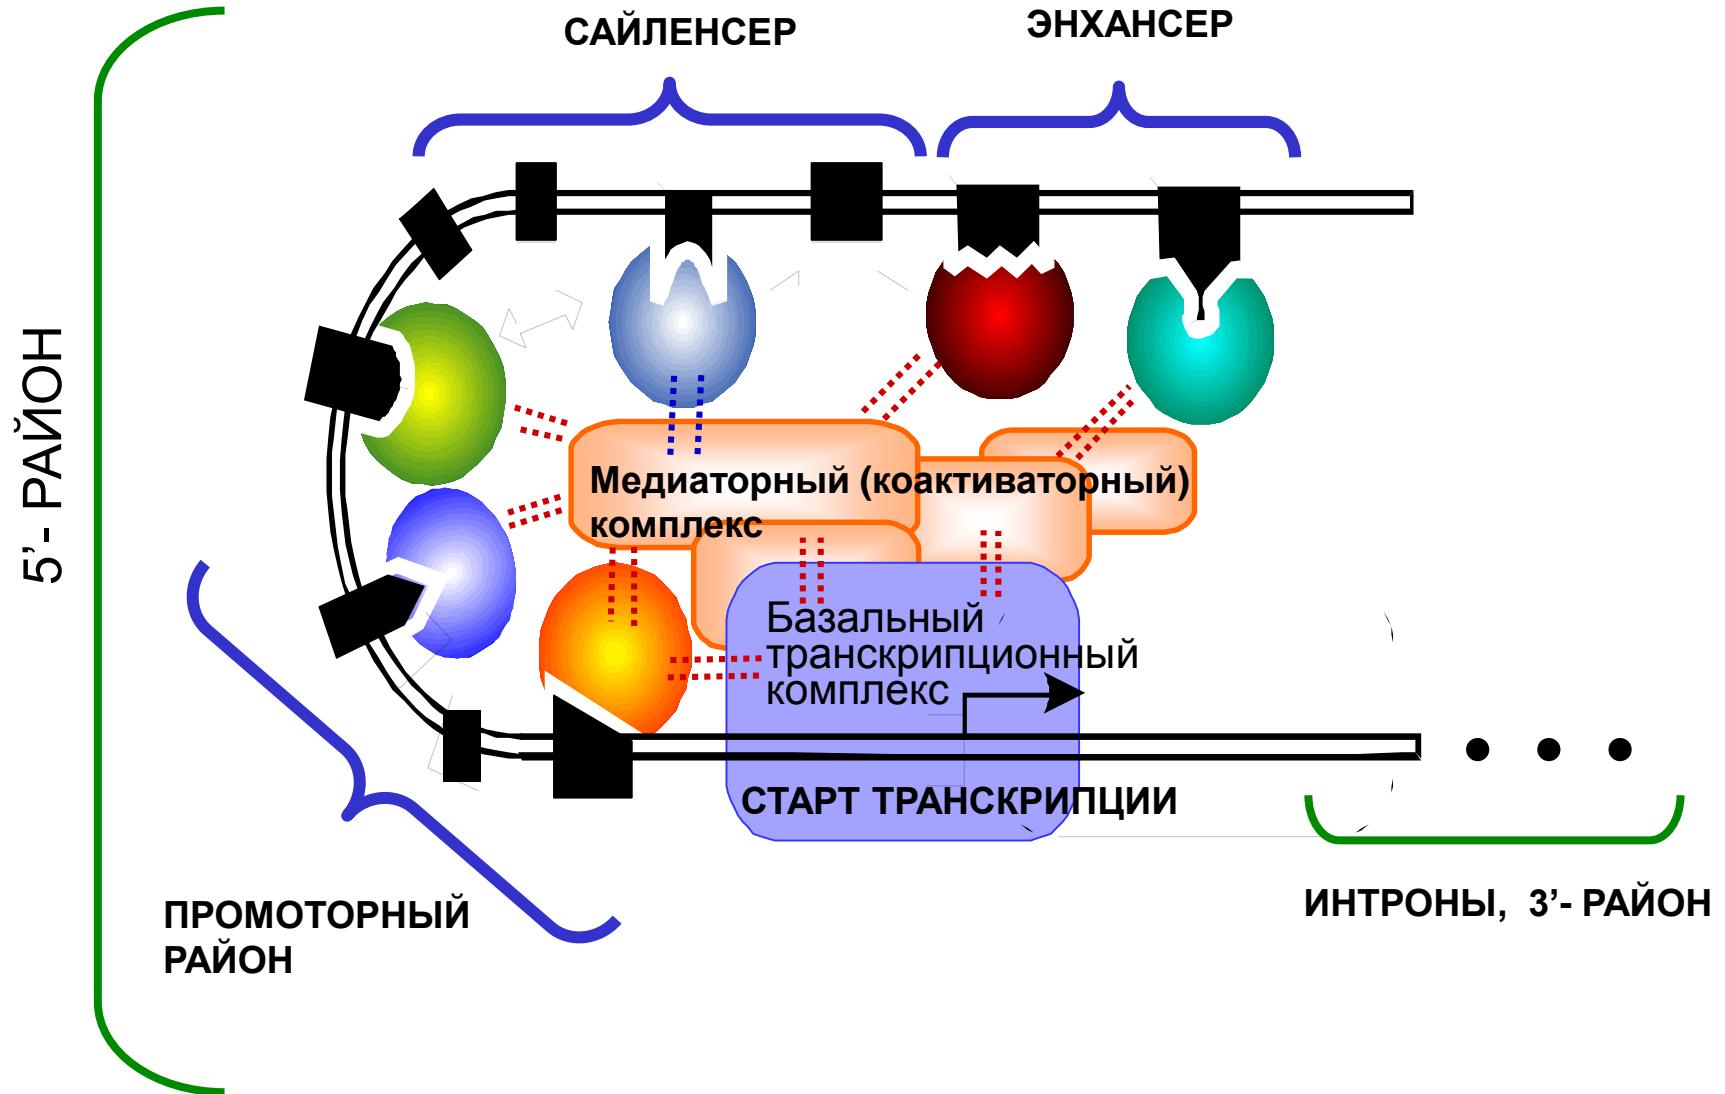 САЙЛЕНСЕР
ЭНХАНСЕР
5’- РАЙОН
Медиаторный (коактиваторный)
комплекс
Базальный
транскрипционный
комплекс
СТАРТ ТРАНСКРИПЦИИ
ПРОМОТОРНЫЙ
РАЙОН
ИНТРОНЫ, 3’- РАЙОН